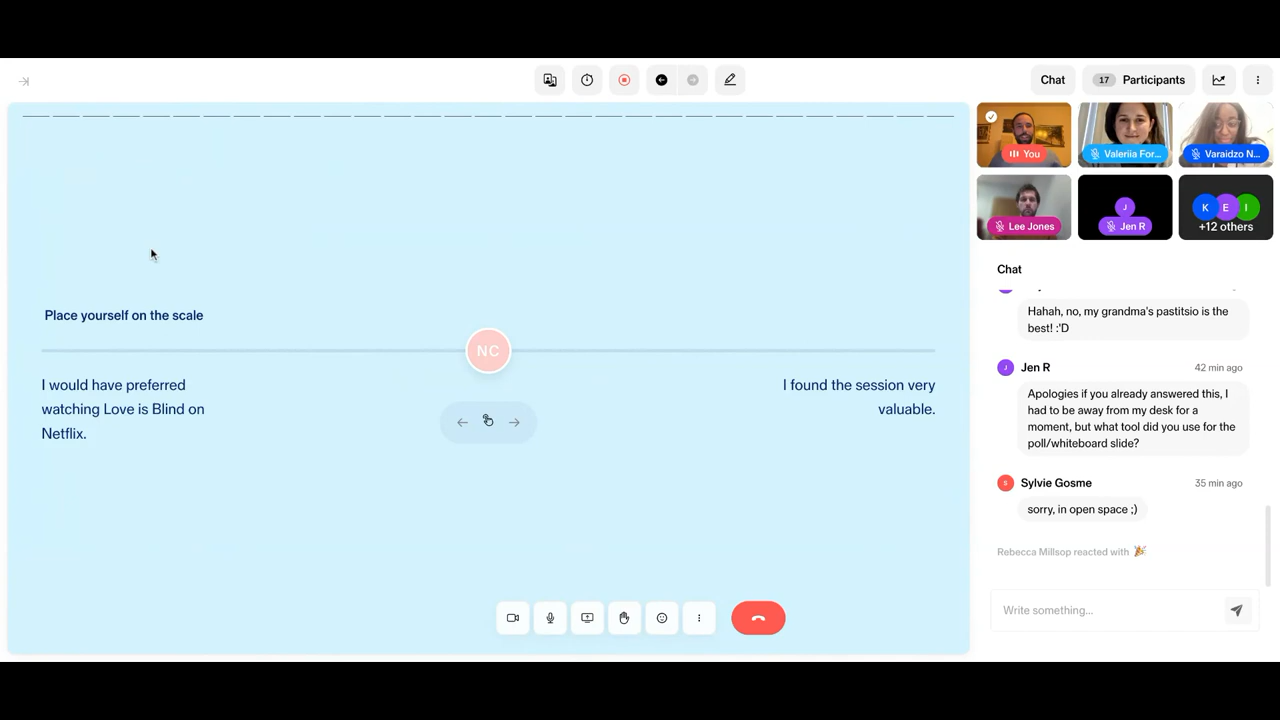 Chat
17 Participants
You
Valeriia For...
Varaidzo N...
Lee Jones
J
Jen R
K E I
+12 others
Place yourself on the scale
NC
I would have preferred
watching Love is Blind on
Netflix.
I found the session very
valuable.
Chat
Hahah, no, my grandma's pastitsio is the
best! :'D
J Jen R 42 min ago
Apologies if you already answered this, I
had to be away from my desk for a
moment, but what tool did you use for the
poll/whiteboard slide?
S Sylvie Gosme 35 min ago
sorry, in open space ;)
Rebecca Millsop reacted with 🎉
Write something...